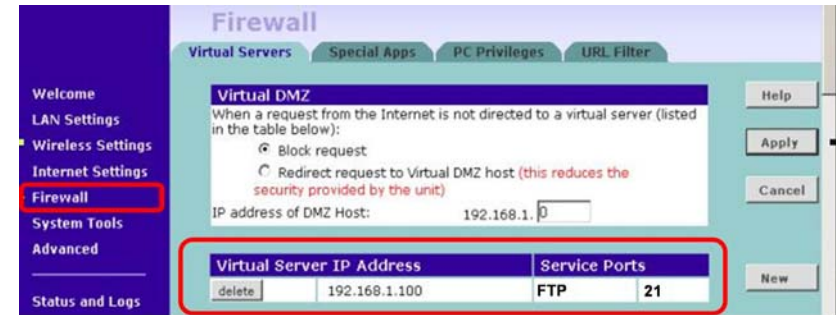 Firewall
Virtual Servers Special Apps PC Privileges URL Filter
Welcome
LAN Settings
Wireless Settings
Internet Settings
Firewall
System Tools
Advanced
Status and Logs
Virtual DMZ
When a request from the Internet is not directed to a virtual server (listed
in the table below):
Block request
Redirect request to Virtual DMZ host (this reduces the
security provided by the unit)
IP address of DMZ Host: 192.168.1. 0
Virtual Server IP Address Service Ports
delete 192.168.1.100 FTP 21
Help
Apply
Cancel
New